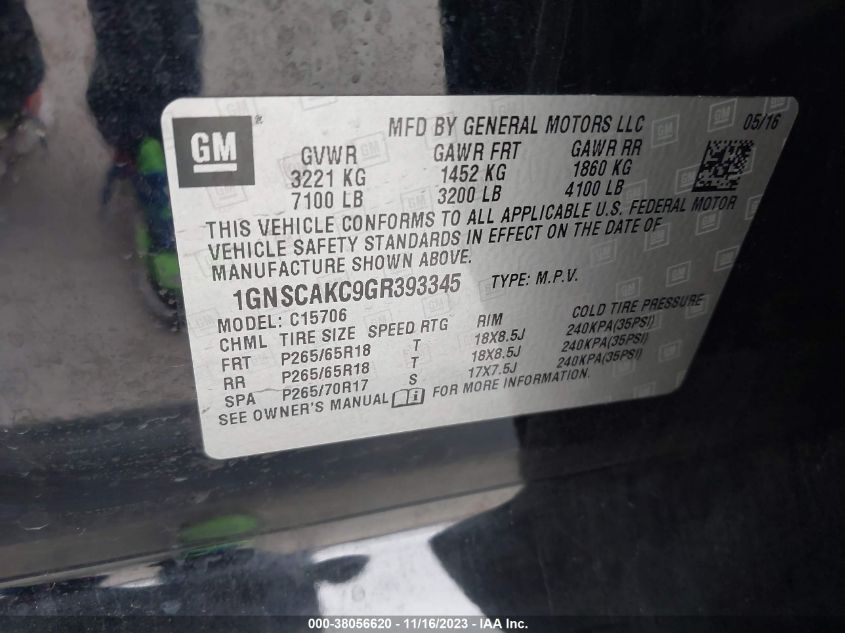 GM
MFD BY GENERAL MOTORS LLC 05/16
GVWR GAWR FRT GAWR RR
3221 KG 1452 KG 1860 KG
7100 LB 3200 LB 4100 LB
THIS VEHICLE CONFORMS TO ALL APPLICABLE U.S. FEDERAL MOTOR
VEHICLE SAFETY STANDARDS IN EFFECT ON THE DATE OF
MANUFACTURE SHOWN ABOVE.
1GNSCAKC9GR393345 TYPE: M.P.V.
MODEL: C15706
CHML TIRE SIZE SPEED RTG RIM COLD TIRE PRESSURE
FRT P265/65R18 T 18X8.5J 240KPA(35PSI)
RR P265/65R18 T 18X8.5J 240KPA(35PSI)
SPA P265/70R17 S 17X7.5J 240KPA(35PSI)
SEE OWNER'S MANUAL FOR MORE INFORMATION.
000-38056620 - 11/16/2023 - IAA Inc.